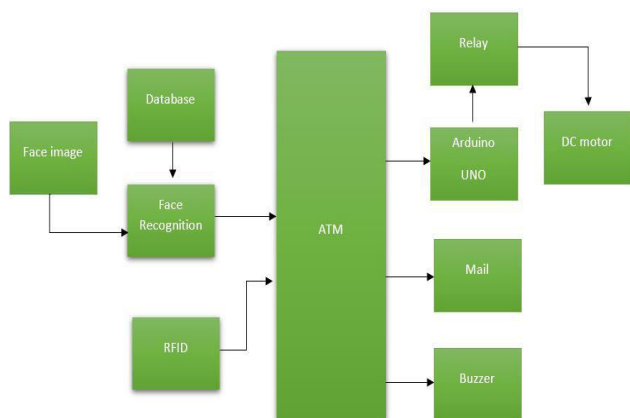 Relay
Database
Face image
Arduino
UNO
DC motor
Face
Recognition
ATM
Mail
RFID
Buzzer